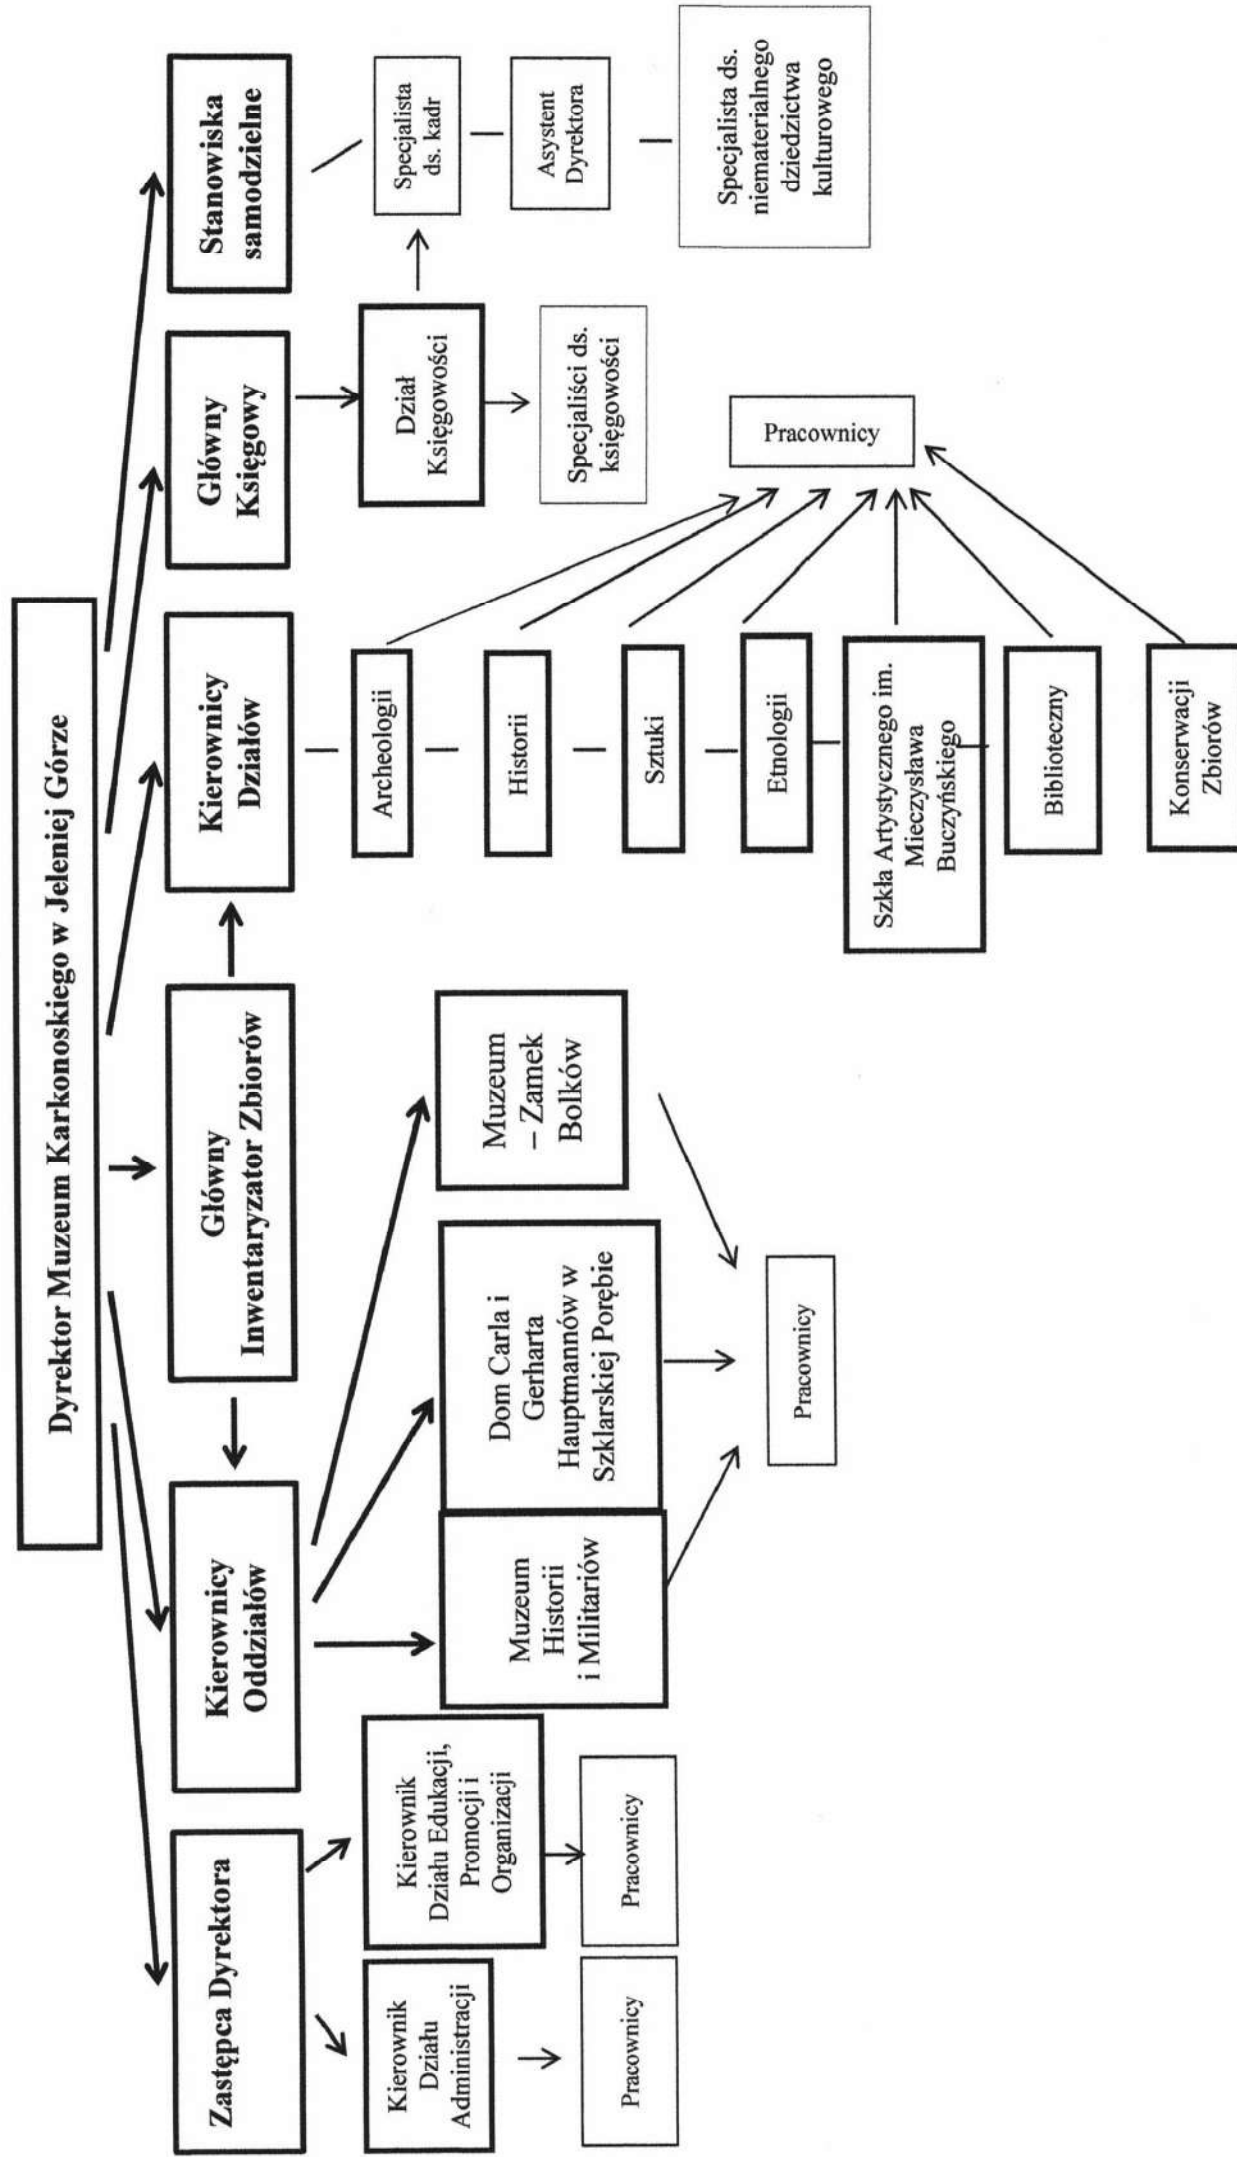 Dyrektor Muzeum Karkonoskiego w Jeleniej Górze
Zastępca Dyrektora
Kierownicy
Oddziałów
Główny
Inwentaryzator Zbiorów
Kierownicy
Działów
Główny
Księgowy
Stanowiska
samodzielne
Kierownik
Działu
Administracji
Pracownicy
Kierownik
Działu Edukacji,
Promocji i
Organizacji
Pracownicy
Muzeum
Historii
i Militariów
Dom Carla i
Gerharta
Hauptmannów w
Szklarskiej Porębie
Muzeum
– Zamek
Bolków
Pracownicy
Archeologii
Historii
Sztuki
Etnologii
Szkła Artystycznego im.
Mieczysława
Buczyńskiego
Biblioteczny
Konserwacji
Zbiorów
Pracownicy
Dział
Księgowości
Specjaliści ds.
księgowości
Specjalista
ds. kadr
Asystent
Dyrektora
Specjalista ds.
niematerialnego
dziedzictwa
kulturowego